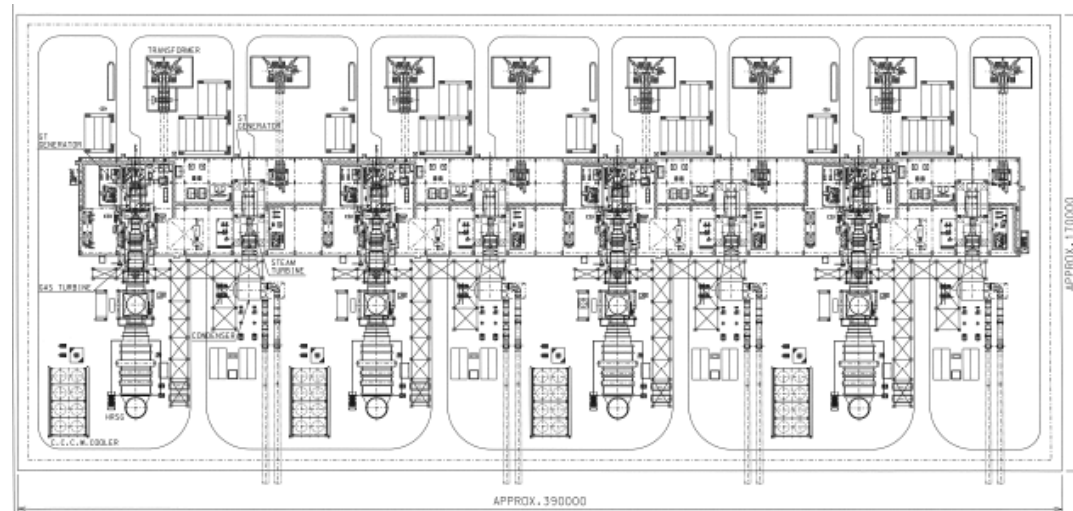 TRANSFORMER
ST
GENERATOR
ST
GENERATOR
STEAM
TURBINE
GAS TURBINE
CONDENSER
HRSG
C.C.C.W.COOLER
APPROX.170000
APPROX.390000